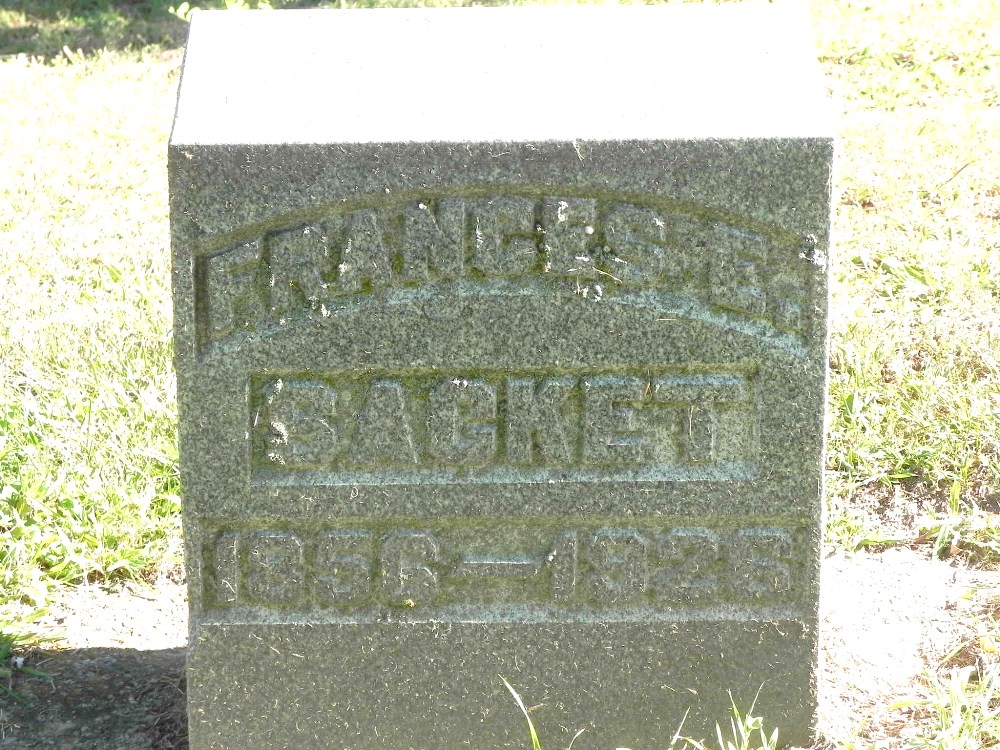 FRANCES E.
SACKET
1856 — 1926